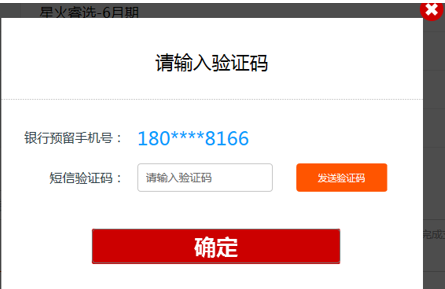 星火睿选-6月期
请输入验证码
银行预留手机号： 180****8166
短信验证码： 请输入验证码 发送验证码
确定
完成